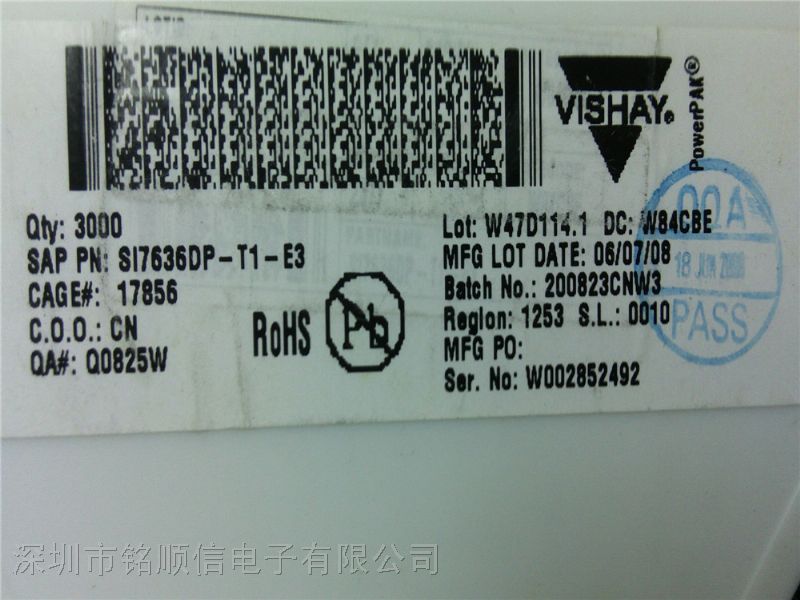 VISHAY®
PowerPAK®
Qty: 3000
SAP PN: SI7636DP-T1-E3
CAGE#: 17856
C.O.O.: CN
QA#: Q0825W
RoHS
Pb
Lot: W47D114.1 DC: W84CBE
MFG LOT DATE: 06/07/08
Batch No.: 200823CNW3
Region: 1253 S.L.: 0010
MFG PO:
Ser. No: W002852492
OQA
18 JUN 2008
PASS
深圳市铭顺信电子有限公司